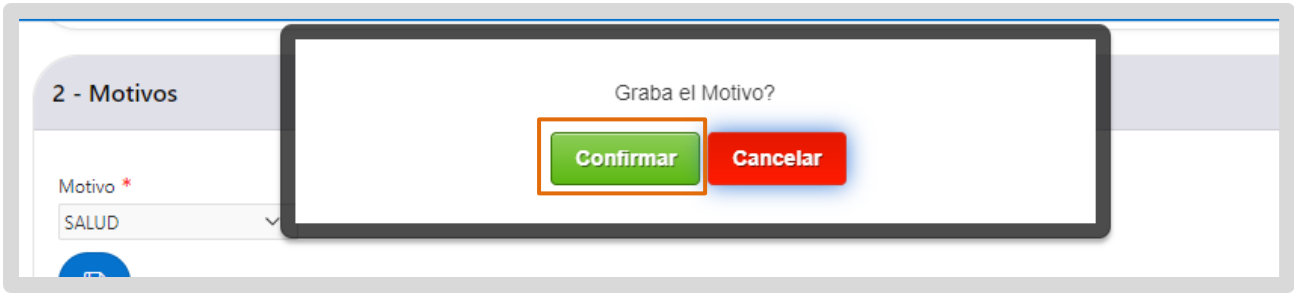 2 - Motivos
Graba el Motivo?
Confirmar
Cancelar
Motivo *
SALUD